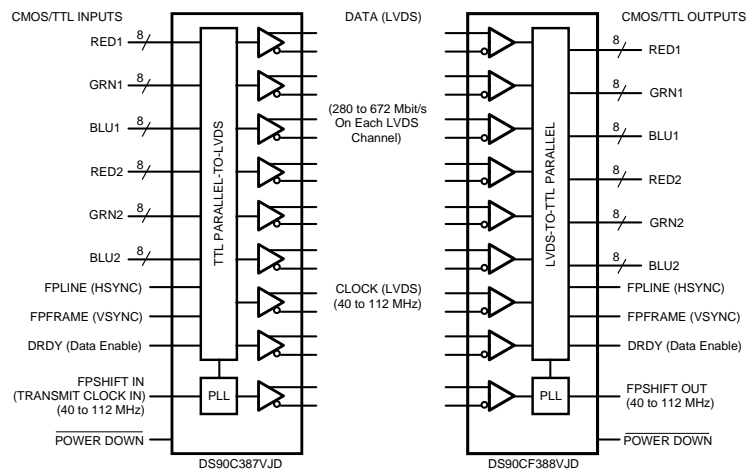 CMOS/TTL INPUTS
DATA (LVDS)
CMOS/TTL OUTPUTS
RED1 8
GRN1 8
BLU1 8
RED2 8
GRN2 8
BLU2 8
FPLINE (HSYNC)
FPFRAME (VSYNC)
DRDY (Data Enable)
FPSHIFT IN
(TRANSMIT CLOCK IN)
(40 to 112 MHz)
POWER DOWN
TTL PARALLEL-TO-LVDS
PLL
DS90C387VJD
(280 to 672 Mbit/s
On Each LVDS
Channel)
CLOCK (LVDS)
(40 to 112 MHz)
LVDS-TO-TTL PARALLEL
PLL
DS90CF388VJD
8 RED1
8 GRN1
8 BLU1
8 RED2
8 GRN2
8 BLU2
FPLINE (HSYNC)
FPFRAME (VSYNC)
DRDY (Data Enable)
FPSHIFT OUT
(40 to 112 MHz)
POWER DOWN